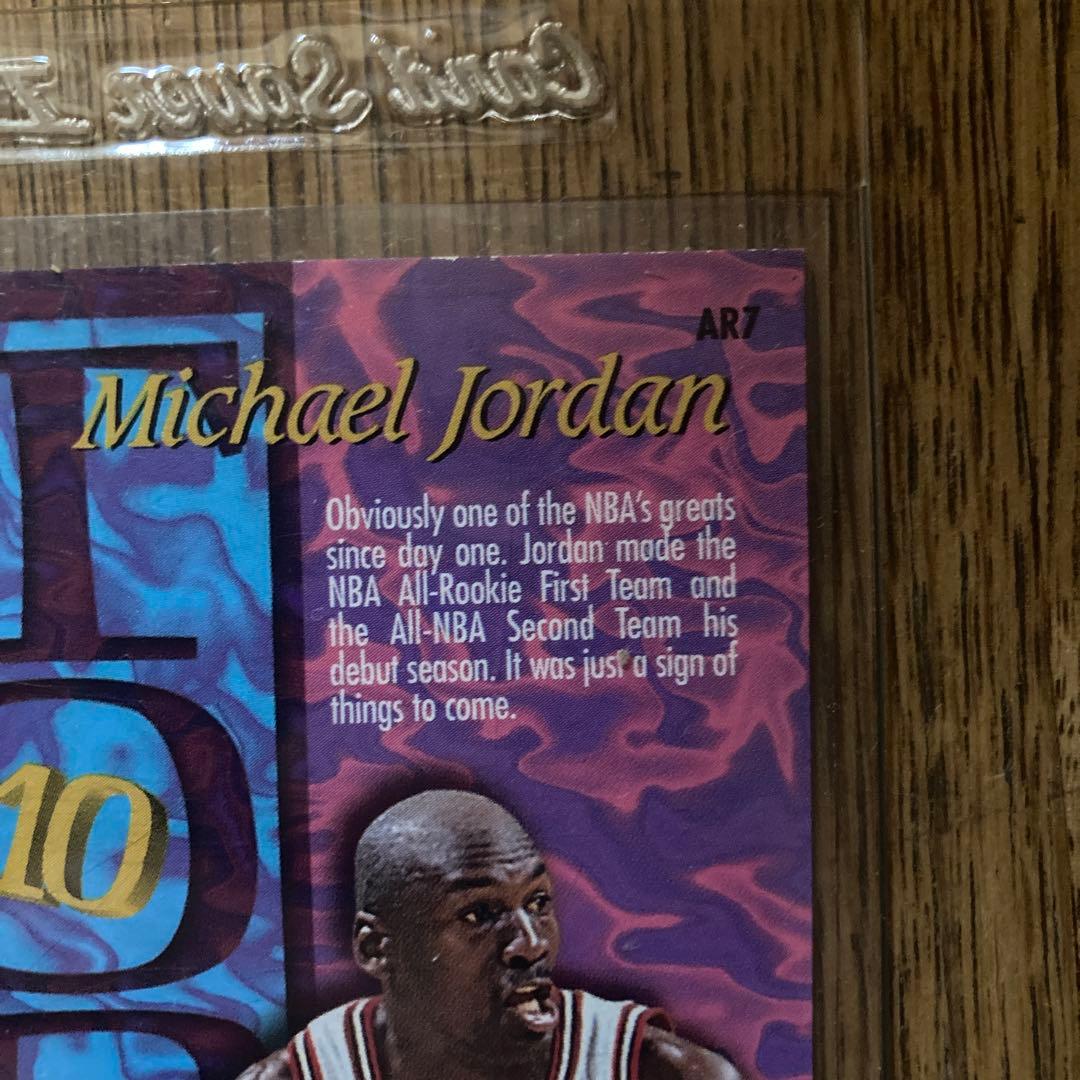 Card Saver I
AR7
Michael Jordan
Obviously one of the NBA's greats
since day one. Jordan made the
NBA All-Rookie First Team and
the All-NBA Second Team his
debut season. It was just a sign of
things to come.
T
10
O